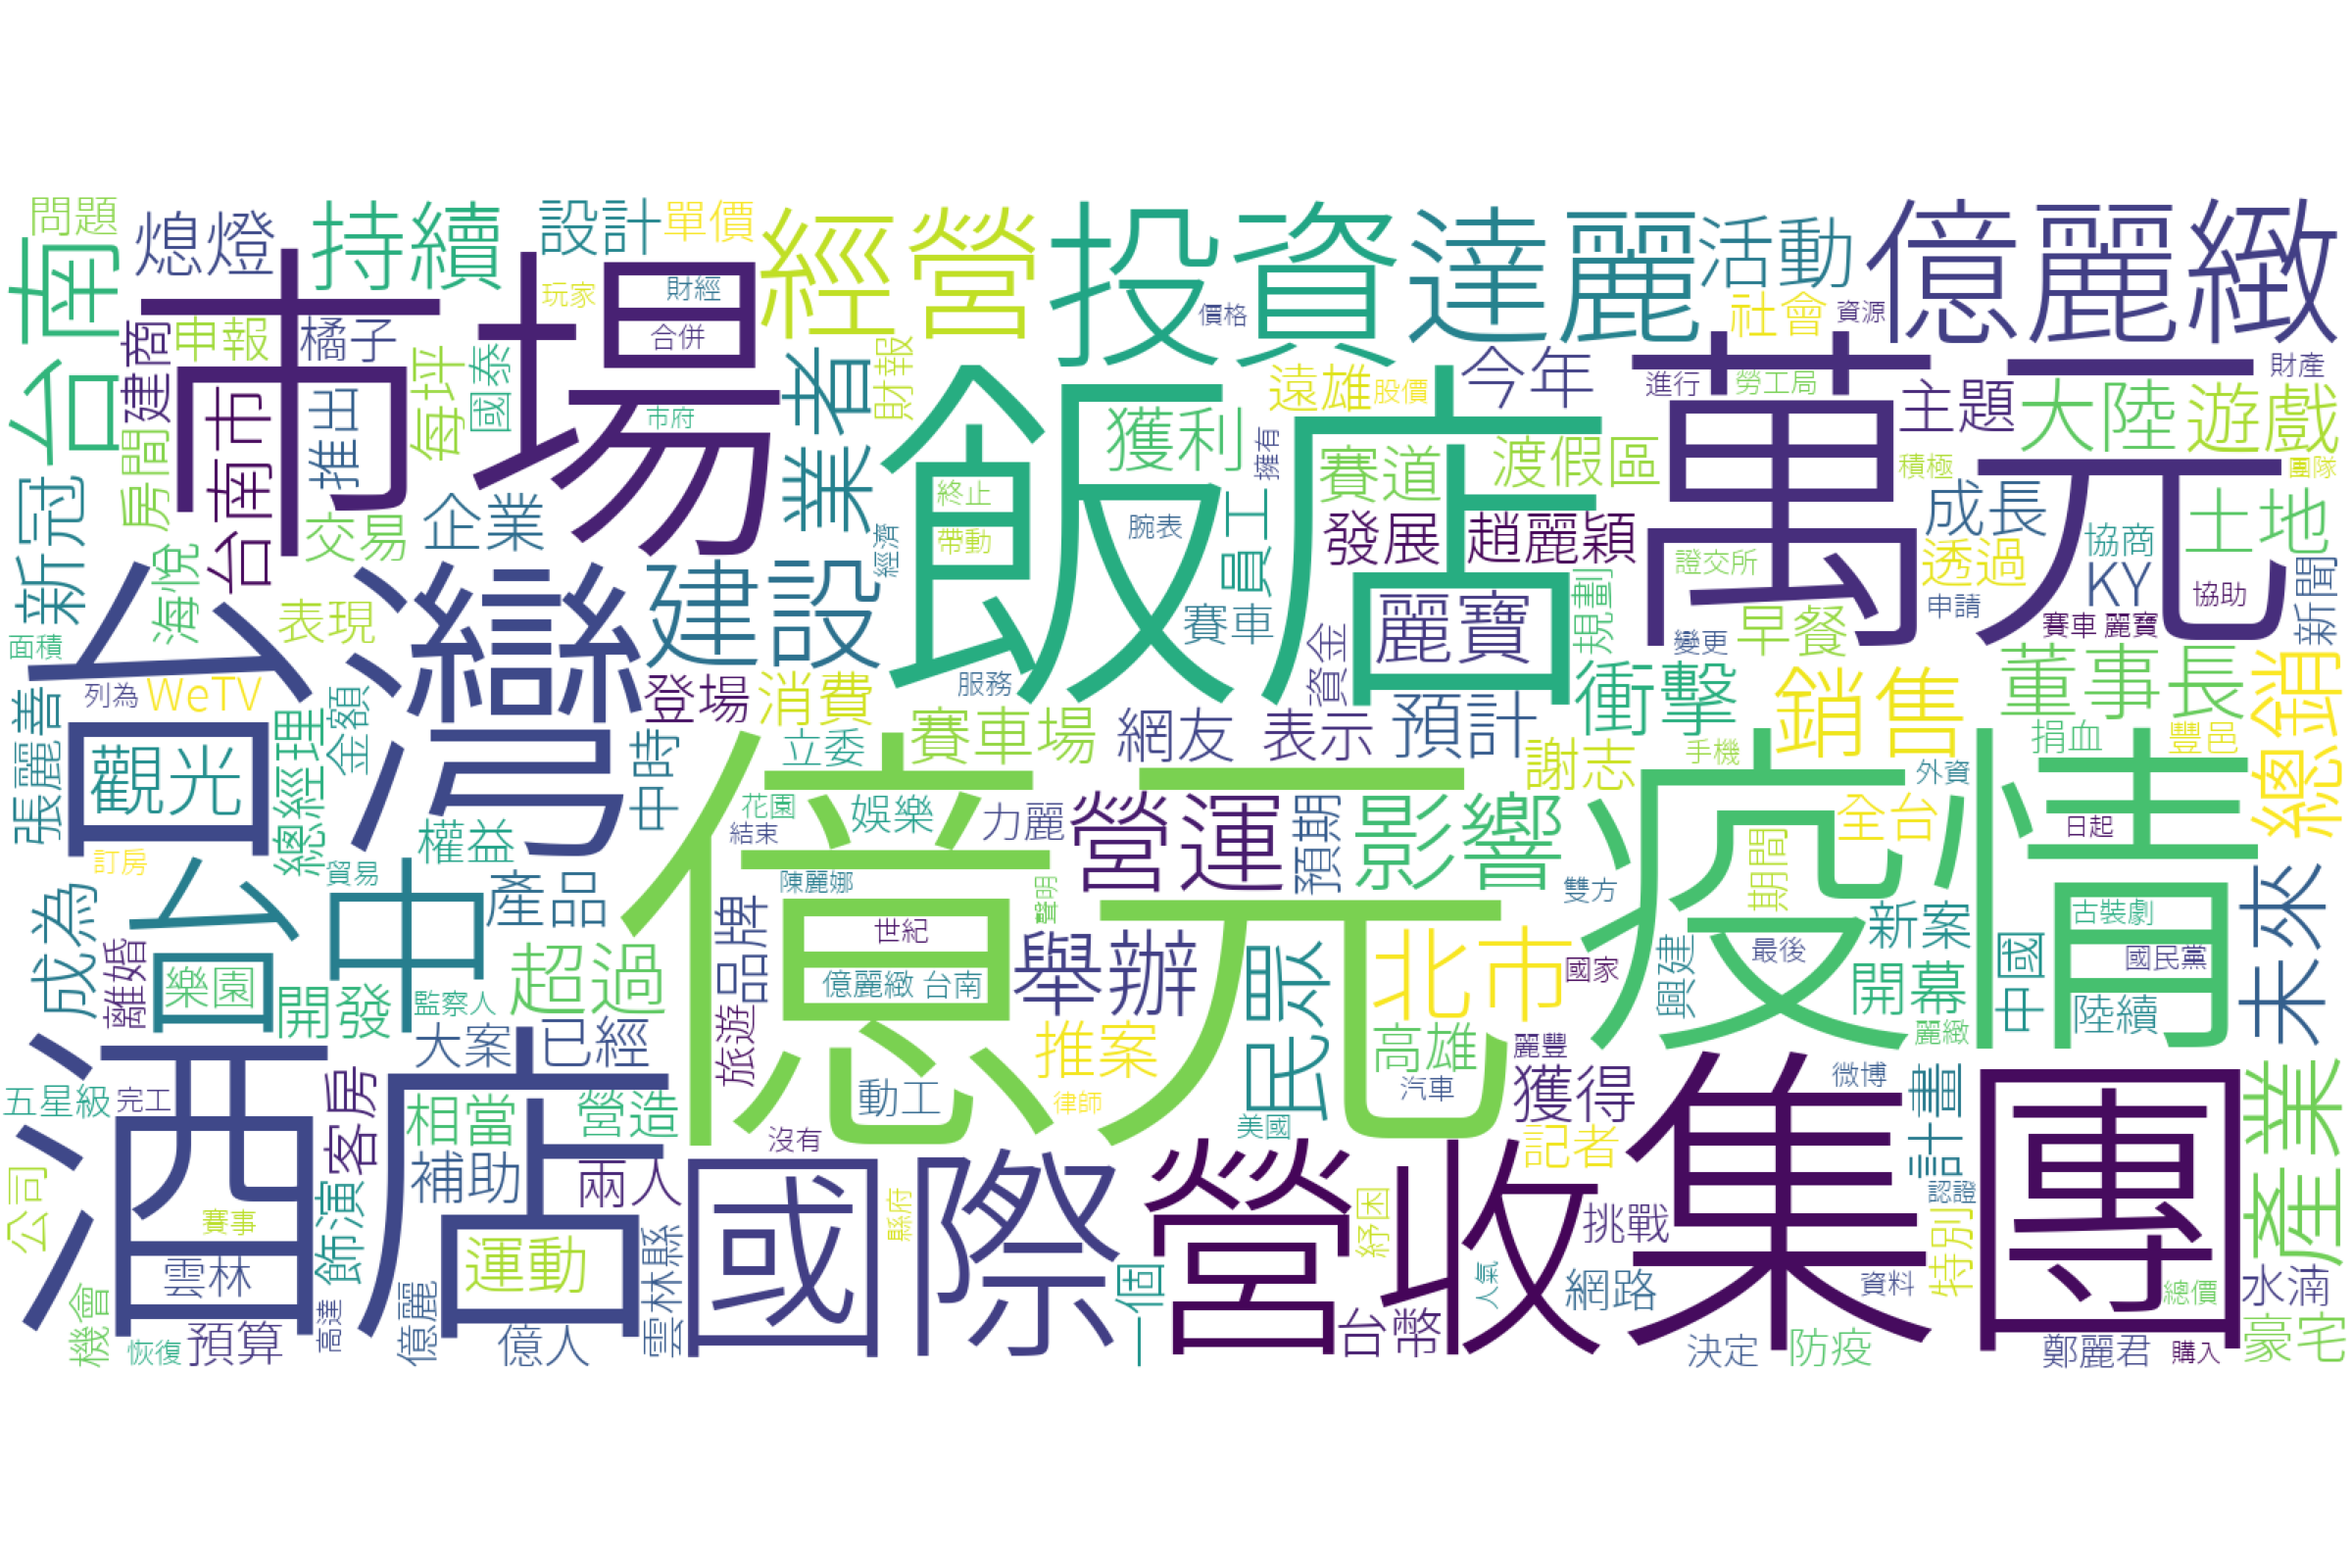 問題
熄燈
持續
設計
單價
經營
投資
達麗
活動
億麗緻
台南
市場
玩家
財經
合併
價格
社會
資源
申報
橘子
建商
每坪
國泰
推出
台南市
房間
市府
業者
財報
飯店
獲利
擁有
遠雄
股價
今年
進行
勞工局
萬元
主題
大陸
遊戲
財產
賽道
渡假區
積極
團隊
新冠
交易
企業
終止
帶動
經濟
腕表
員工
發展
趙麗穎
證交所
成長
透過
協商
土地
KY
申請
協助
新聞
海悅
表現
面積
台灣
建設
賽車
麗寶
規劃
資金
變更
早餐
賽車 麗寶
張麗善
列為
WeTV
金額
總經理
登場
消費
服務
賽車場
網友
表示
預計
衝擊
銷售
董事長
總銷
觀光
中時
立委
謝志
手機
外資
捐血
豐邑
權益
花園
結束
娛樂
力麗
營運
預期
影響
疫情
全台
期間
日起
訂房
貿易
台中
產品
億元
陳麗娜
聲明
雙方
成為
離婚
樂園
開發
監察人
超過
品牌
世紀
億麗緻 台南
舉辦
民眾
北市
國家
興建
最後
新案
開幕
中國
古裝劇
國民黨
陸續
麗緻
未來
大案
已經
旅遊
推案
高雄
麗豐
五星級
完工
酒店
客房
相當
營造
動工
律師
汽車
美國
獲得
微博
計畫
產業
公司
賽事
飾演
補助
兩人
沒有
國際
縣府
營收
紓困
記者
挑戰
集團
認證
特別
雲林
運動
雲林縣
一個
人氣
網路
資料
總價
水湳
機會
恢復
預算
高達
億麗
億人
台幣
決定
防疫
鄭麗君
購入
豪宅